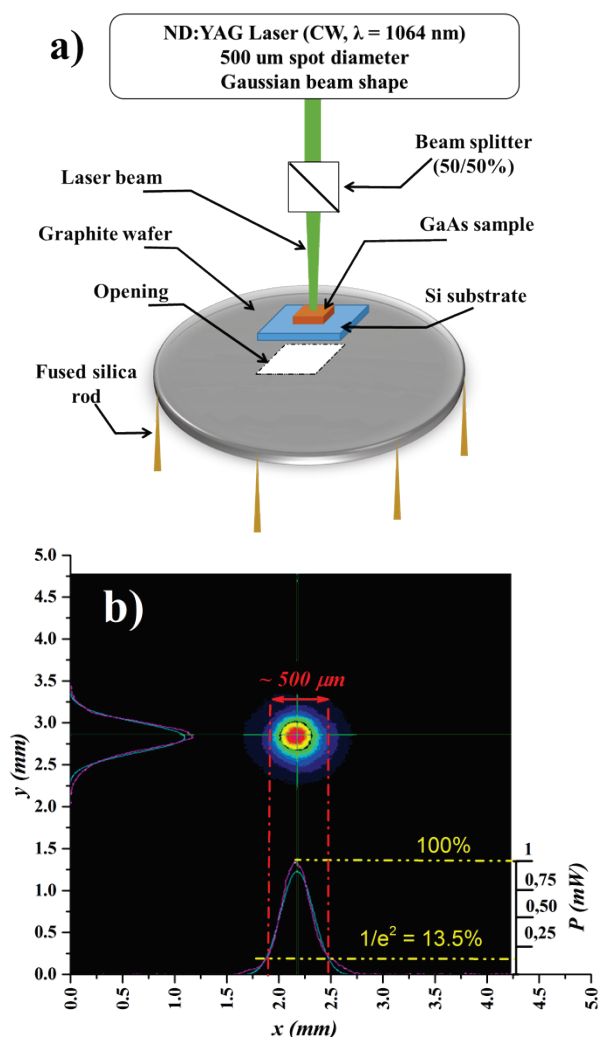 a)
ND:YAG Laser (CW, λ = 1064 nm)
500 um spot diameter
Gaussian beam shape
Beam splitter
(50/50%)
Laser beam
GaAs sample
Graphite wafer
Opening
Si substrate
Fused silica
rod
b)
5.0
4.5
4.0
3.5
3.0
2.5
2.0
1.5
1.0
0.5
0.0
y (mm)
~ 500 μm
100%
1/e² = 13.5%
1
0,75
0,50
0,25
P (mW)
0.0
0.5
1.0
1.5
2.0
2.5
3.0
3.5
4.0
4.5
5.0
x (mm)